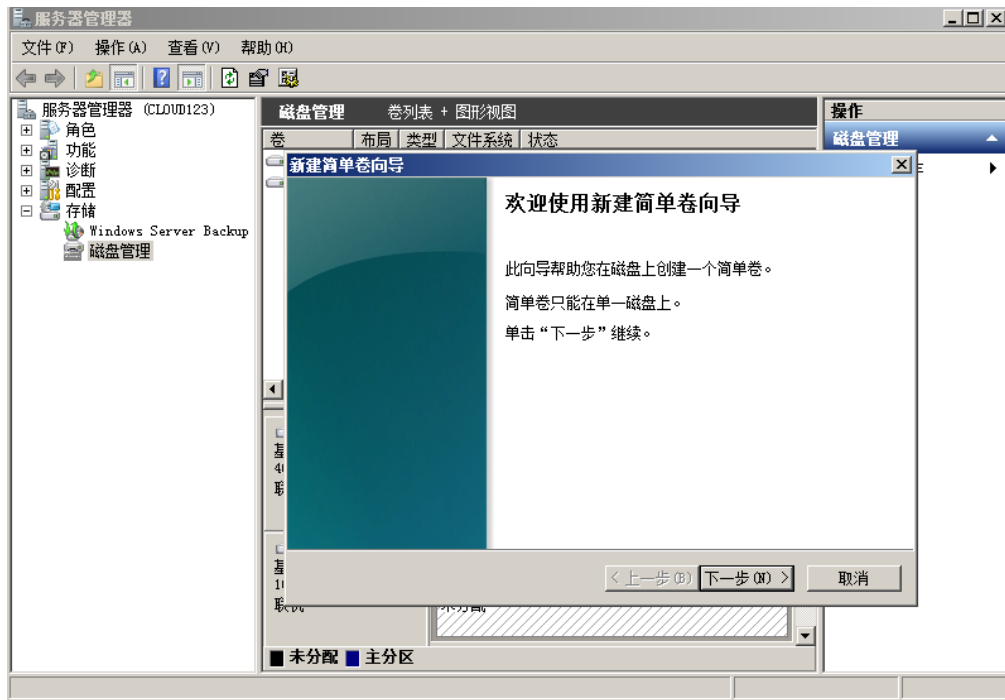 服务器管理器
文件(F) 操作(A) 查看(V) 帮助(H)
服务器管理器 (CLOUD123)
角色
功能
诊断
配置
存储
Windows Server Backup
磁盘管理
磁盘管理 卷列表 + 图形视图
卷 布局 类型 文件系统 状态
操作
磁盘管理
新建简单卷向导
欢迎使用新建简单卷向导
此向导帮助您在磁盘上创建一个简单卷。
简单卷只能在单一磁盘上。
单击“下一步”继续。
< 上一步(B) 下一步(N) > 取消
未分配 主分区